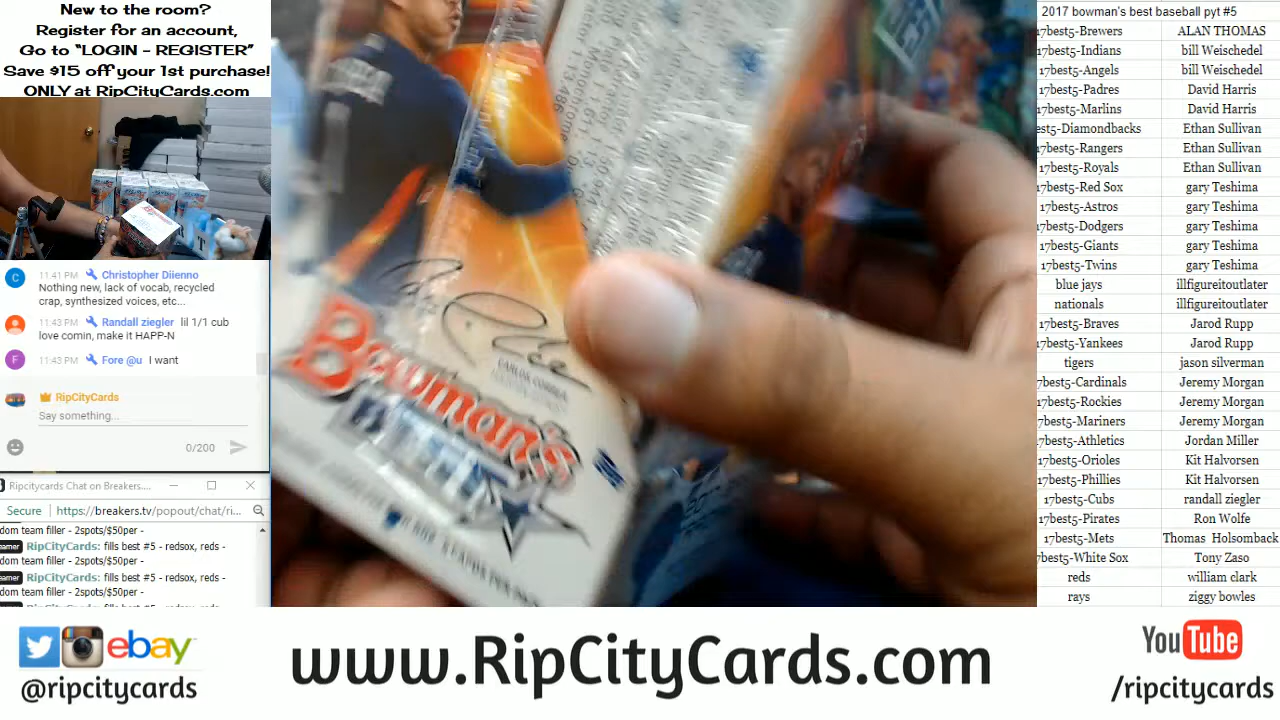 New to the room?
Register for an account,
Go to "LOGIN - REGISTER"
Save $15 off your 1st purchase!
ONLY at RipCityCards.com
11:41 PM Christopher Diienno
Nothing new, lack of vocab, recycled
crap, synthesized voices, etc...
11:43 PM Randall ziegler lil 1/1 cub
love comin, make it HAPP-N
11:43 PM Fore @u I want
RipCityCards
Say something...
0/200
Ripcitycards Chat on Breakers....
Secure https://breakers.tv/popout/chat/ri...
dom team filler - 2spots/$50per -
RipCityCards: fills best #5 - redsox, reds -
dom team filler - 2spots/$50per -
RipCityCards: fills best #5 - redsox, reds -
dom team filler - 2spots/$50per -
RipCityCards: fills best #5 - redsox, reds -
Bowman's
BEST
CARLOS CORREA
2017 bowman's best baseball pyt #5
17best5-Brewers ALAN THOMAS
17best5-Indians bill Weischedel
17best5-Angels bill Weischedel
17best5-Padres David Harris
17best5-Marlins David Harris
est5-Diamondbacks Ethan Sullivan
17best5-Rangers Ethan Sullivan
17best5-Royals Ethan Sullivan
17best5-Red Sox gary Teshima
17best5-Astros gary Teshima
17best5-Dodgers gary Teshima
17best5-Giants gary Teshima
17best5-Twins gary Teshima
blue jays illfigureitoutlater
nationals illfigureitoutlater
17best5-Braves Jarod Rupp
17best5-Yankees Jarod Rupp
tigers jason silverman
17best5-Cardinals Jeremy Morgan
17best5-Rockies Jeremy Morgan
17best5-Mariners Jeremy Morgan
17best5-Athletics Jordan Miller
17best5-Orioles Kit Halvorsen
17best5-Phillies Kit Halvorsen
17best5-Cubs randall ziegler
17best5-Pirates Ron Wolfe
17best5-Mets Thomas Holsomback
7best5-White Sox Tony Zaso
reds william clark
rays ziggy bowles
ebay
@ripcitycards
www.RipCityCards.com
YouTube
/ripcitycards